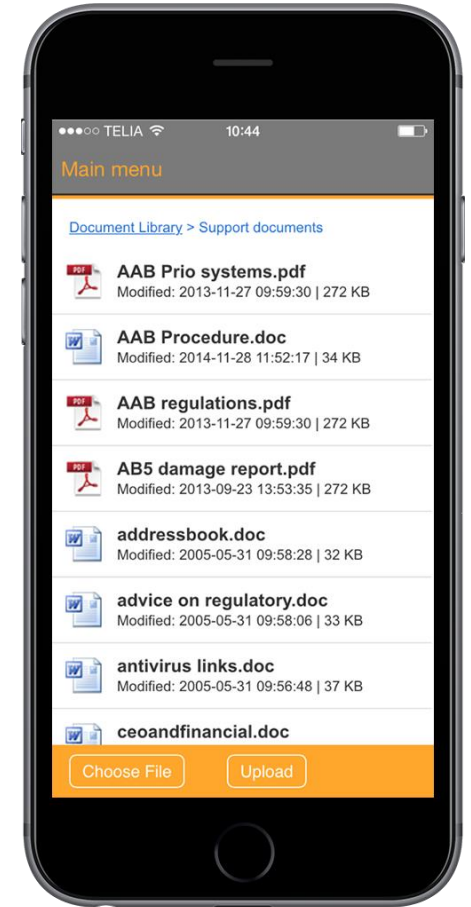 TELIA 10:44
Main menu
Document Library > Support documents
PDF
AAB Prio systems.pdf
Modified: 2013-11-27 09:59:30 | 272 KB
W
AAB Procedure.doc
Modified: 2014-11-28 11:52:17 | 34 KB
PDF
AAB regulations.pdf
Modified: 2013-11-27 09:59:30 | 272 KB
PDF
AB5 damage report.pdf
Modified: 2013-09-23 13:53:35 | 272 KB
W
addressbook.doc
Modified: 2005-05-31 09:58:28 | 32 KB
W
advice on regulatory.doc
Modified: 2005-05-31 09:58:06 | 33 KB
W
antivirus links.doc
Modified: 2005-05-31 09:56:48 | 37 KB
W
ceoandfinancial.doc
Choose File Upload